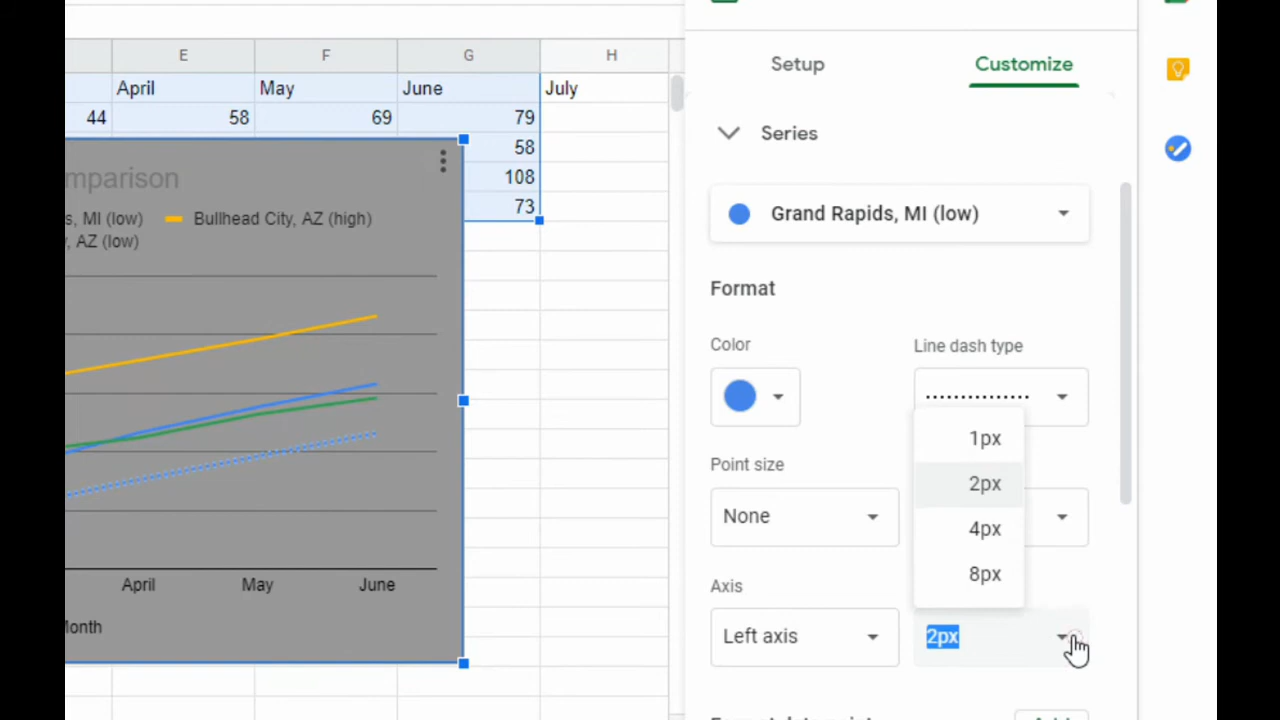 E F G H
April May June July
44 58 69 79
58
108
73
mparison
s, MI (low) Bullhead City, AZ (high)
, AZ (low)
April May June
Month
Setup Customize
Series
Grand Rapids, MI (low)
Format
Color Line dash type
Point size
None
1px
2px
4px
8px
Axis
Left axis 2px